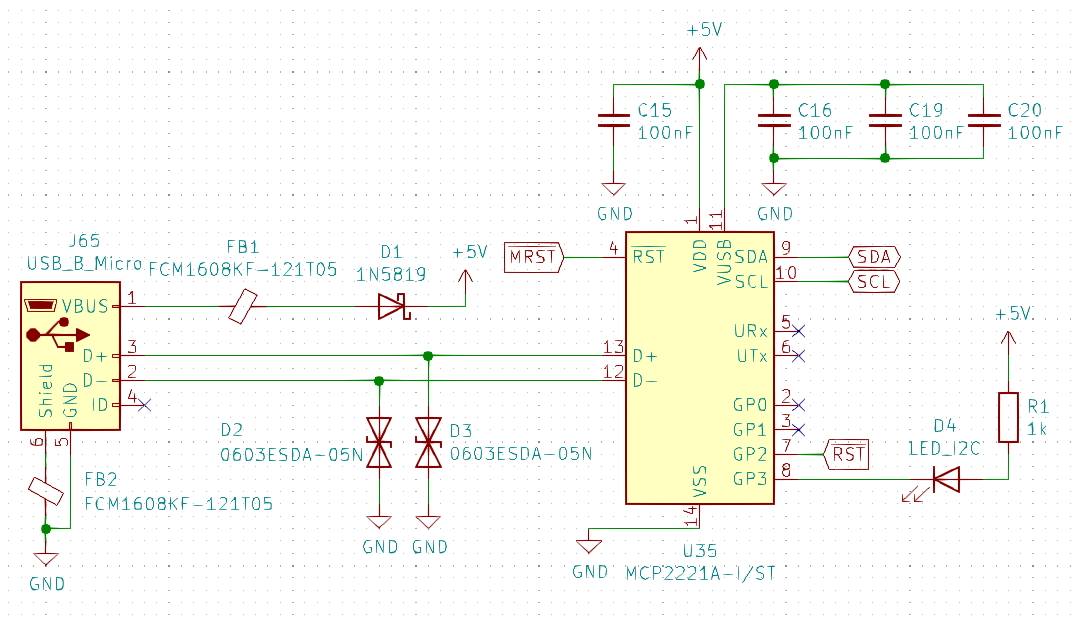 +5V
C15
100nF
C16
100nF
C19
100nF
C20
100nF
GND
GND
J65
USB_B_Micro
FB1
FCM1608KF-121T05
D1
1N5819
+5V
MRST
4
RST
1
VDD
11
VUSB
SDA
9
SDA
SCL
10
SCL
VBUS
1
D+
3
D-
2
ID
4
Shield
GND
6
5
13
D+
12
D-
URx
5
UTx
6
GP0
2
GP1
3
GP2
7
RST
GP3
8
VSS
14
+5V
R1
1k
D4
LED_I2C
D2
0603ESDA-05N
D3
0603ESDA-05N
FB2
FCM1608KF-121T05
GND
GND
GND
GND
U35
MCP2221A-I/ST